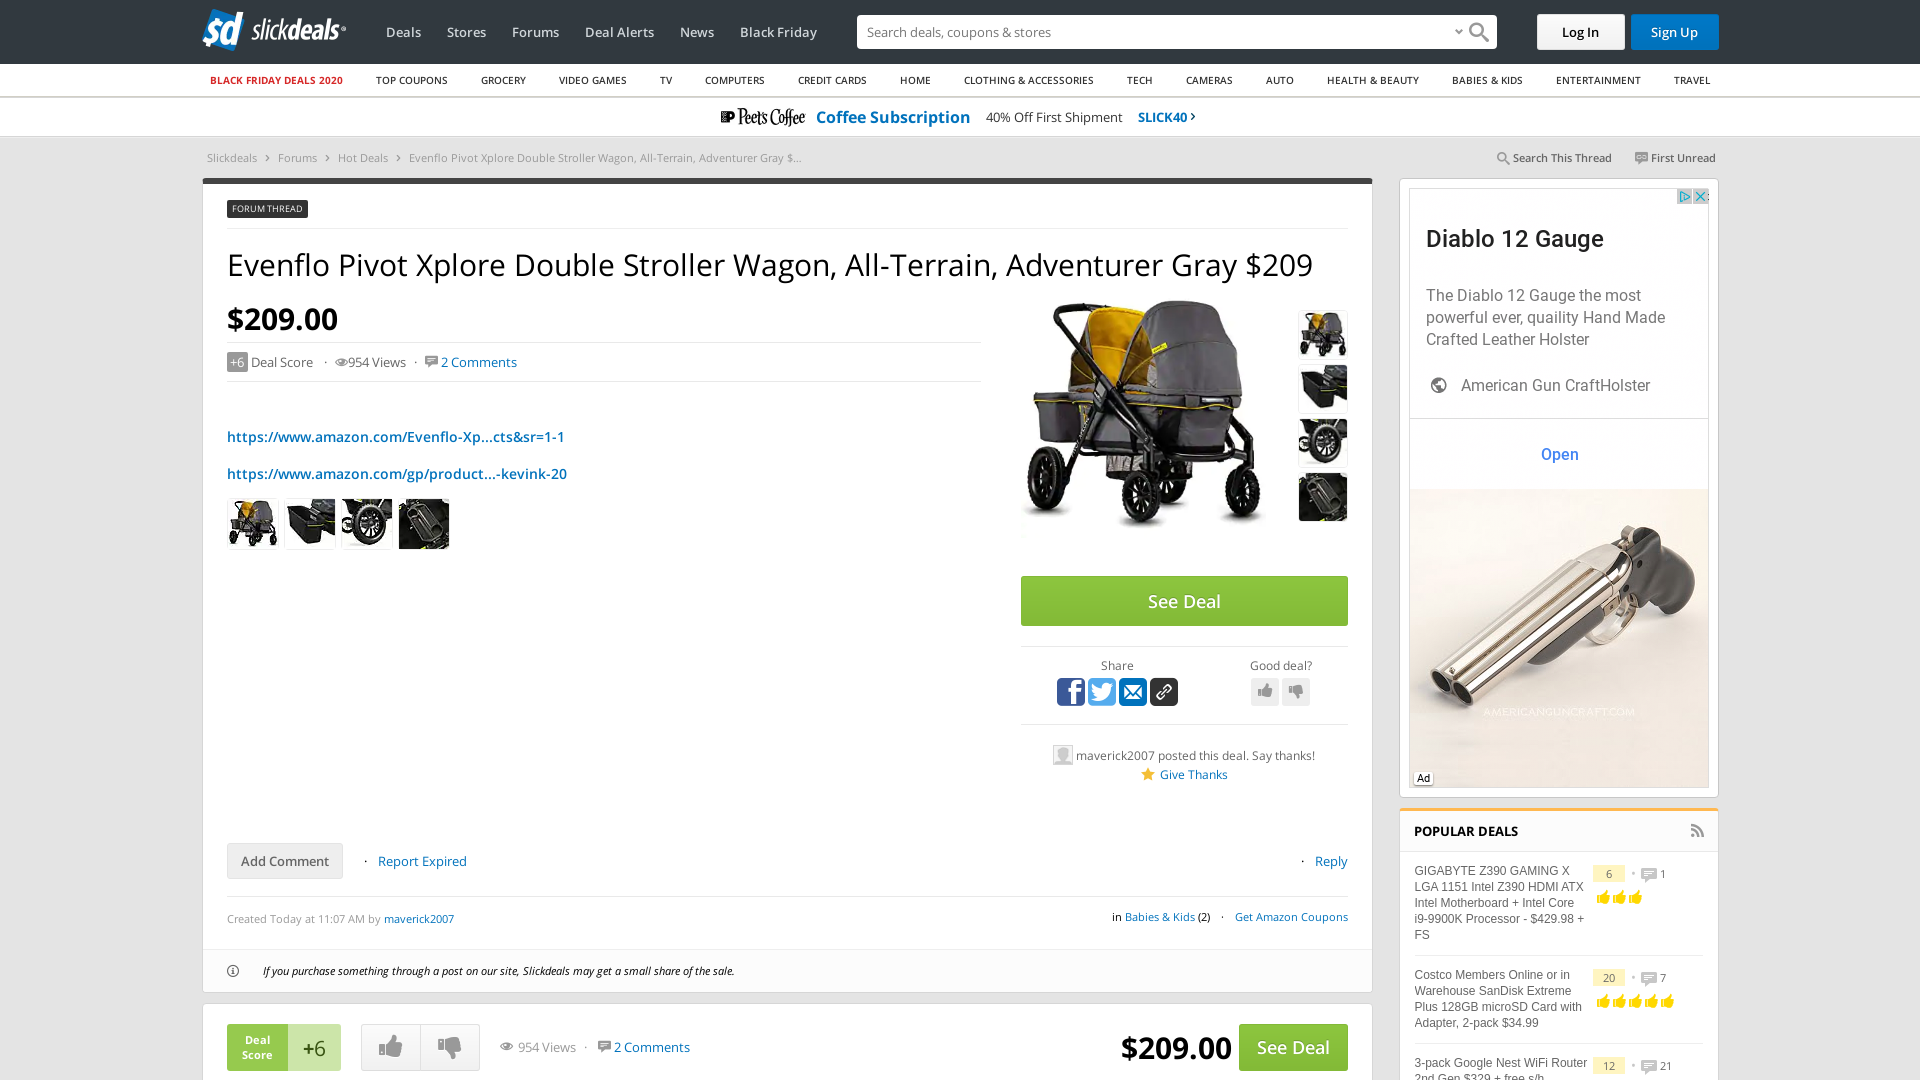 sd slickdeals
Deals Stores Forums Deal Alerts News Black Friday
Search deals, coupons & stores
Log In
Sign Up
BLACK FRIDAY DEALS 2020 TOP COUPONS GROCERY VIDEO GAMES TV COMPUTERS CREDIT CARDS HOME CLOTHING & ACCESSORIES TECH CAMERAS AUTO HEALTH & BEAUTY BABIES & KIDS ENTERTAINMENT TRAVEL
Peet's Coffee Coffee Subscription 40% Off First Shipment SLICK40 ›
Slickdeals › Forums › Hot Deals › Evenflo Pivot Xplore Double Stroller Wagon, All-Terrain, Adventurer Gray $...
Search This Thread First Unread
FORUM THREAD
Evenflo Pivot Xplore Double Stroller Wagon, All-Terrain, Adventurer Gray $209
$209.00
+6 Deal Score · 954 Views · 2 Comments
https://www.amazon.com/Evenflo-Xp...cts&sr=1-1
https://www.amazon.com/gp/product...-kevink-20
See Deal
Share
Good deal?
maverick2007 posted this deal. Say thanks!
Give Thanks
Add Comment · Report Expired
· Reply
Created Today at 11:07 AM by maverick2007
in Babies & Kids (2) · Get Amazon Coupons
If you purchase something through a post on our site, Slickdeals may get a small share of the sale.
Deal
Score
+6
954 Views · 2 Comments
$209.00
See Deal
Diablo 12 Gauge
The Diablo 12 Gauge the most
powerful ever, quaility Hand Made
Crafted Leather Holster
American Gun CraftHolster
Open
AMERICANGUNCRAFT.COM
Ad
POPULAR DEALS
GIGABYTE Z390 GAMING X
LGA 1151 Intel Z390 HDMI ATX
Intel Motherboard + Intel Core
i9-9900K Processor - $429.98 +
FS
6 • 1
Costco Members Online or in
Warehouse SanDisk Extreme
Plus 128GB microSD Card with
Adapter, 2-pack $34.99
20 • 7
3-pack Google Nest WiFi Router
2nd Gen $329 + free s/h
12 • 21